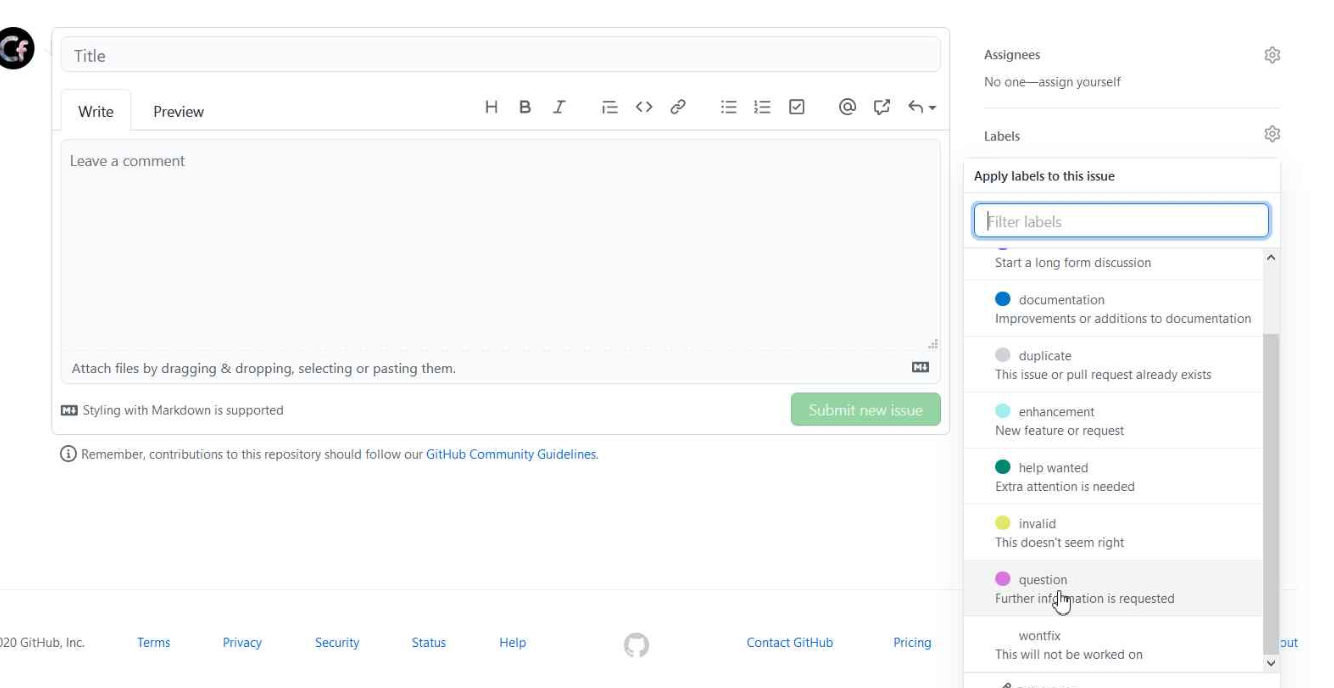 Cf
Title
Write Preview
Leave a comment
Attach files by dragging & dropping, selecting or pasting them.
Styling with Markdown is supported
Submit new issue
Remember, contributions to this repository should follow our GitHub Community Guidelines.
Assignees
No one—assign yourself
Labels
Apply labels to this issue
Filter labels
Start a long form discussion
documentation
Improvements or additions to documentation
duplicate
This issue or pull request already exists
enhancement
New feature or request
help wanted
Extra attention is needed
invalid
This doesn't seem right
question
Further information is requested
wontfix
This will not be worked on
020 GitHub, Inc. Terms Privacy Security Status Help Contact GitHub Pricing out